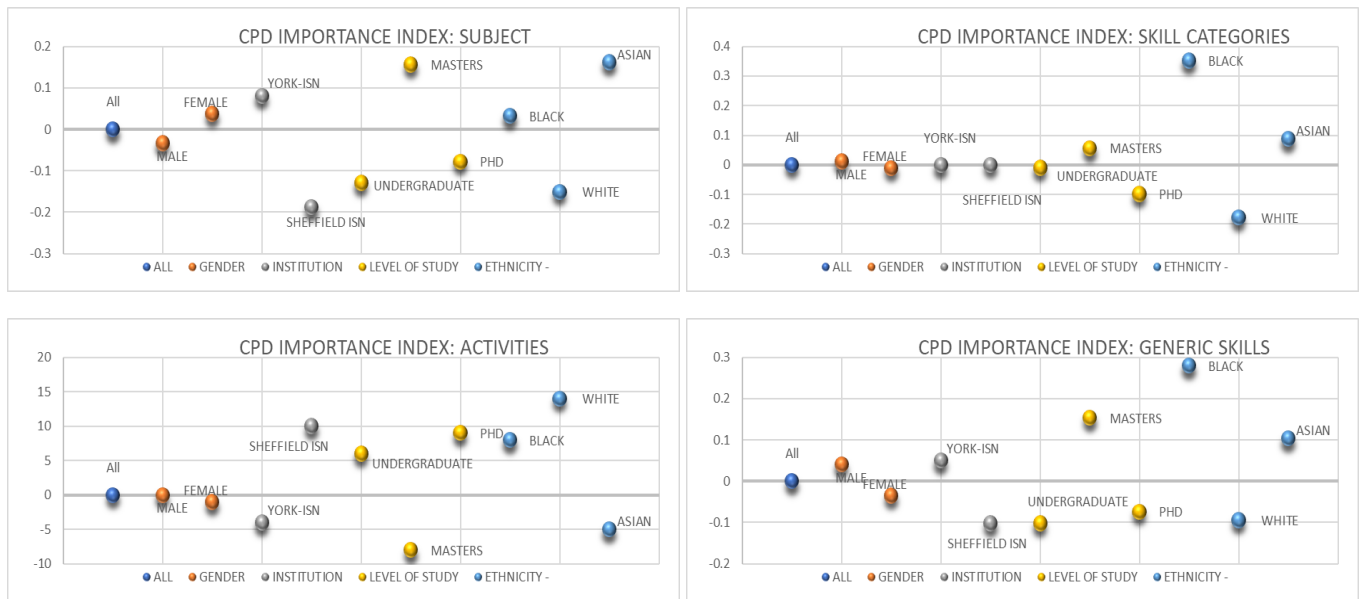 CPD IMPORTANCE INDEX: SUBJECT
0.2
0.1
0
-0.1
-0.2
-0.3
All
MALE
FEMALE
YORK-ISN
SHEFFIELD ISN
UNDERGRADUATE
MASTERS
PHD
BLACK
WHITE
ASIAN
ALL GENDER INSTITUTION LEVEL OF STUDY ETHNICITY -
CPD IMPORTANCE INDEX: SKILL CATEGORIES
0.4
0.3
0.2
0.1
0
-0.1
-0.2
-0.3
All
MALE
FEMALE
YORK-ISN
SHEFFIELD ISN
UNDERGRADUATE
MASTERS
PHD
BLACK
WHITE
ASIAN
ALL GENDER INSTITUTION LEVEL OF STUDY ETHNICITY -
CPD IMPORTANCE INDEX: ACTIVITIES
20
15
10
5
0
-5
-10
All
MALE
FEMALE
YORK-ISN
SHEFFIELD ISN
UNDERGRADUATE
MASTERS
PHD
BLACK
WHITE
ASIAN
ALL GENDER INSTITUTION LEVEL OF STUDY ETHNICITY -
CPD IMPORTANCE INDEX: GENERIC SKILLS
0.3
0.2
0.1
0
-0.1
-0.2
All
MALE
FEMALE
YORK-ISN
SHEFFIELD ISN
UNDERGRADUATE
MASTERS
PHD
BLACK
WHITE
ASIAN
ALL GENDER INSTITUTION LEVEL OF STUDY ETHNICITY -